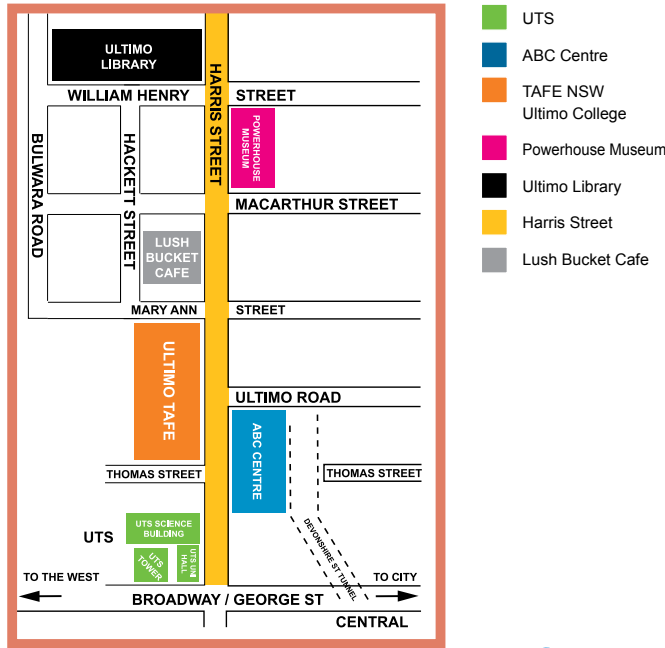 ULTIMO
LIBRARY
HARRIS STREET
WILLIAM HENRY
STREET
BULWARA ROAD
HACKETT STREET
POWERHOUSE
MUSEUM
MACARTHUR STREET
LUSH
BUCKET
CAFE
MARY ANN
STREET
ULTIMO TAFE
ULTIMO ROAD
ABC CENTRE
THOMAS STREET
THOMAS STREET
UTS
UTS SCIENCE
BUILDING
UTS
TOWER
UTS UNI
HALL
DEVONSHIRE ST TUNNEL
TO THE WEST
TO CITY
BROADWAY / GEORGE ST
CENTRAL
UTS
ABC Centre
TAFE NSW
Ultimo College
Powerhouse Museum
Ultimo Library
Harris Street
Lush Bucket Cafe